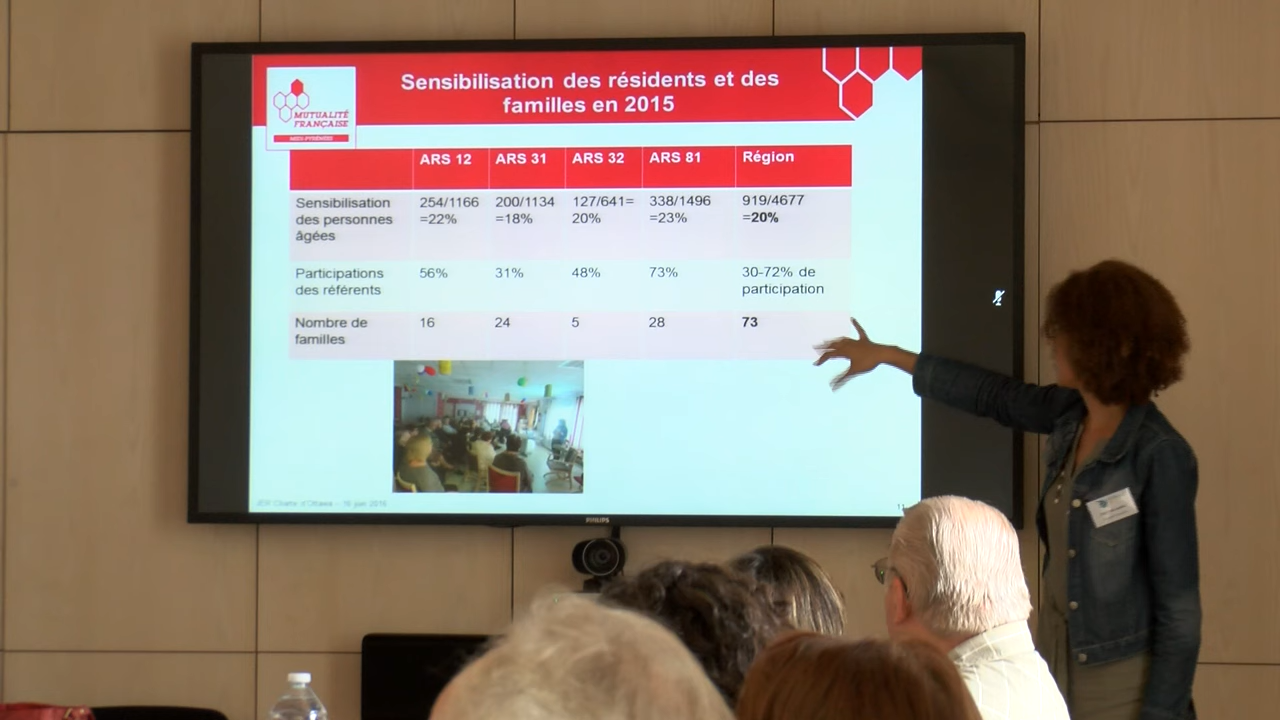 Sensibilisation des résidents et des
familles en 2015
MUTUALITÉ
FRANÇAISE
MIDI-PYRÉNÉES
ARS 12 ARS 31 ARS 32 ARS 81 Région
Sensibilisation 254/1166 200/1134 127/641= 338/1496 919/4677
des personnes =22% =18% 20% =23% =20%
âgées
Participations 56% 31% 48% 73% 30-72% de
des référents participation
Nombre de 16 24 5 28 73
familles
PHILIPS